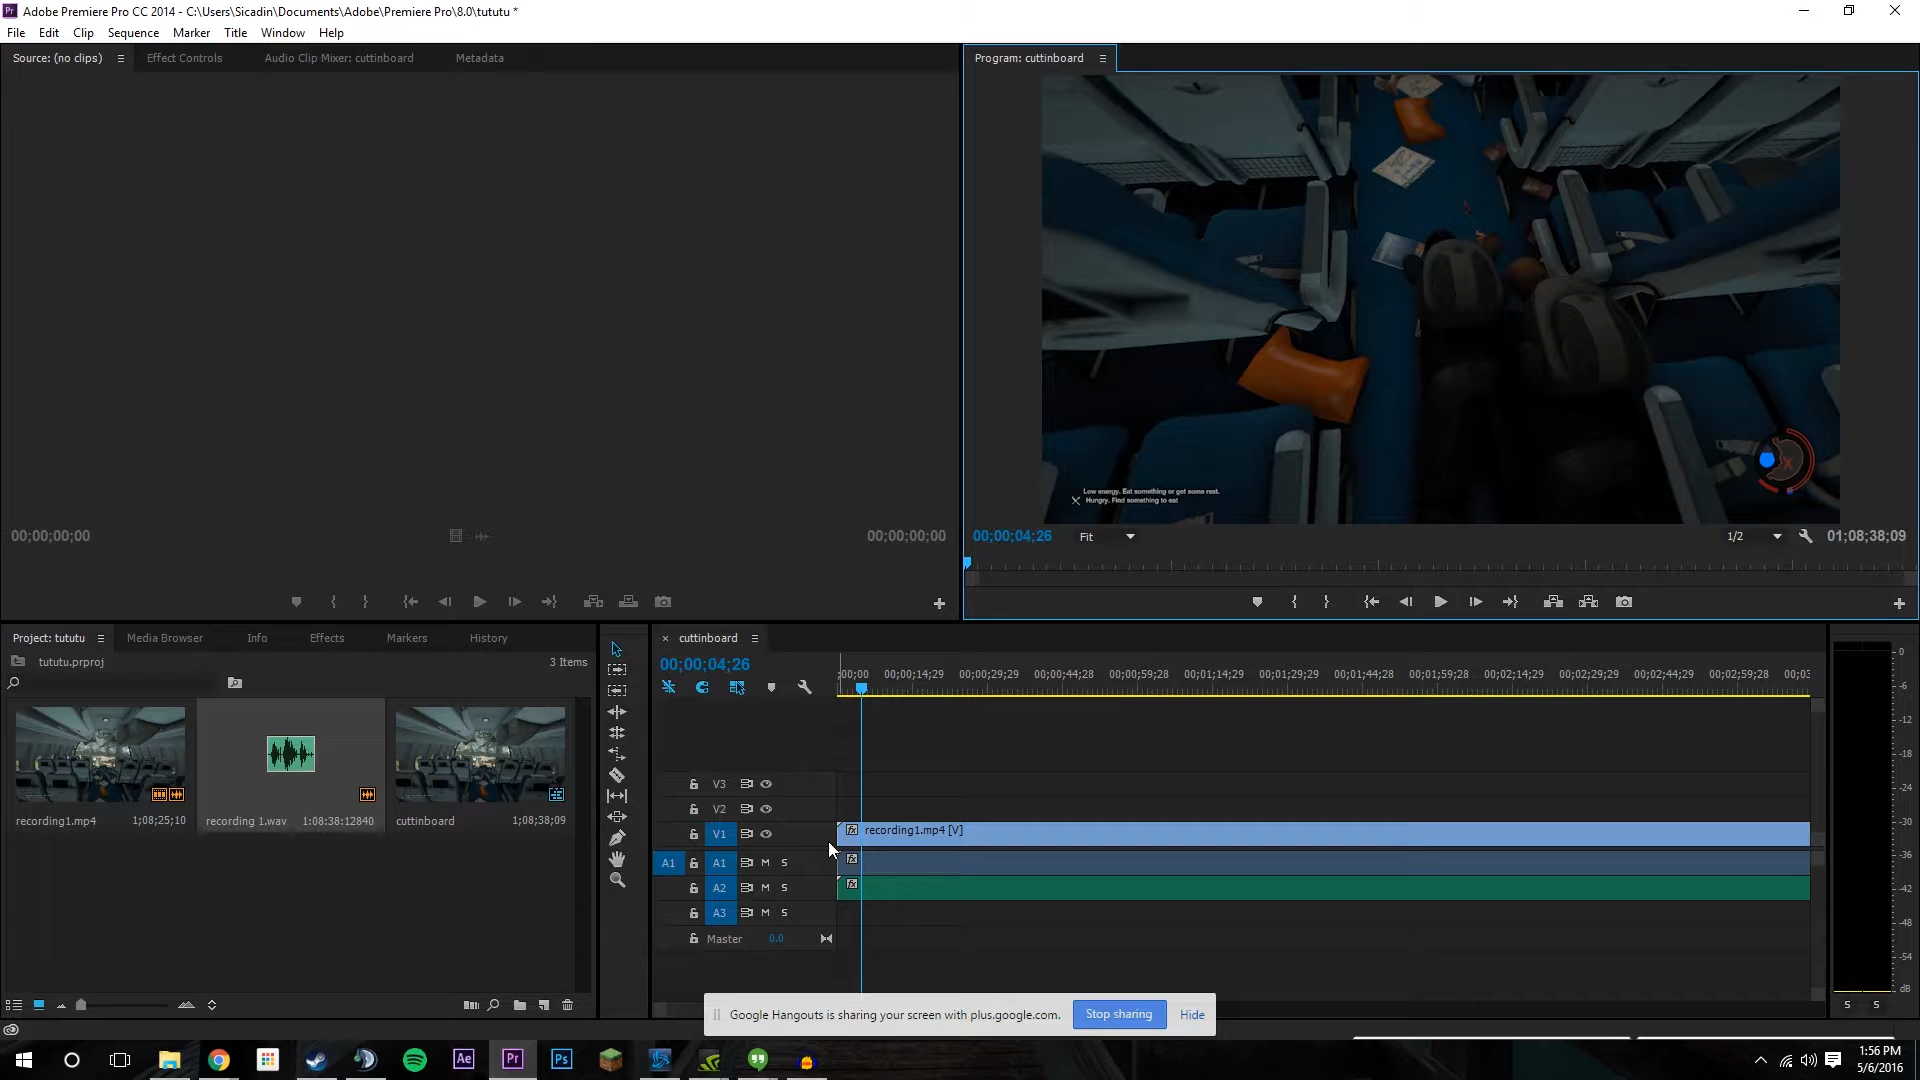 Adobe Premiere Pro CC 2014 - C:\Users\Sicadin\Documents\Adobe\Premiere Pro\8.0\tututu *
File Edit Clip Sequence Marker Title Window Help
Source: (no clips) Effect Controls Audio Clip Mixer: cuttinboard Metadata
Program: cuttinboard
Low energy. Eat something or get some rest.
Hungry. Find something to eat
00;00;00;00 00;00;00;00
00;00;04;26 Fit 1/2 01;08;38;09
Project: tututu Media Browser Info Effects Markers History
tututu.prproj 3 Items
recording1.mp4 1;08;25;10
recording 1.wav 1:08:38:12840
cuttinboard 1;08;38;09
cuttinboard
00;00;04;26
;00;00 00;00;14;29 00;00;29;29 00;00;44;28 00;00;59;28 00;01;14;29 00;01;29;29 00;01;44;28 00;01;59;28 00;02;14;29 00;02;29;29 00;02;44;29 00;02;59;28 00;03
V3
V2
V1 fx recording1.mp4 [V]
A1 A1 M S fx
A2 M S fx
A3 M S
Master 0.0
0
-6
-12
-18
-24
-30
-36
-42
-48
-54
dB
S S
Google Hangouts is sharing your screen with plus.google.com. Stop sharing Hide
Ae Pr Ps
1:56 PM
5/6/2016